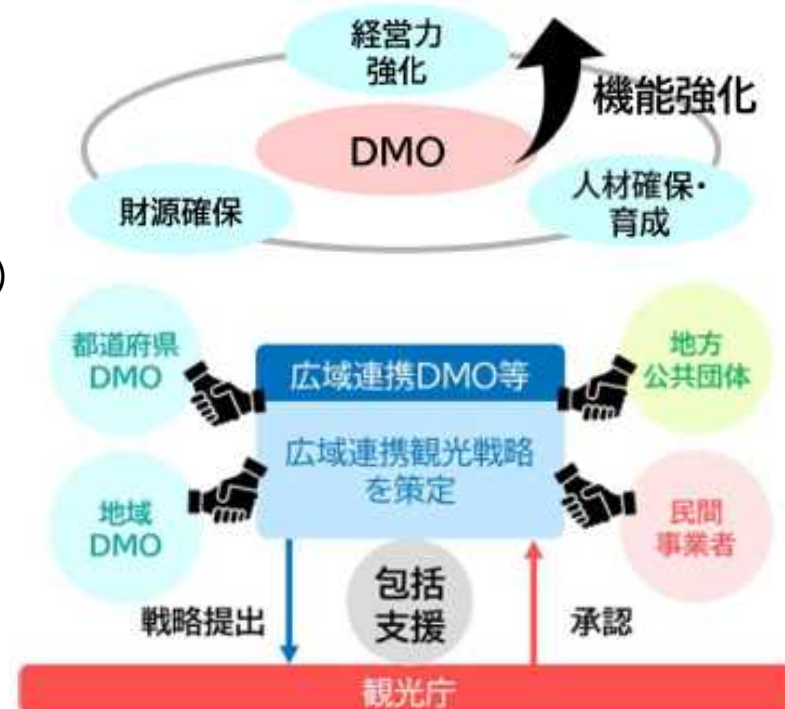 経営力
強化
機能強化
DMO
財源確保
人材確保・
育成
)
都道府県
DMO
広域連携DMO等
地方
公共団体
広域連携観光戦略
を策定
地域
DMO
民間
事業者
戦略提出
包括
支援
承認
観光庁